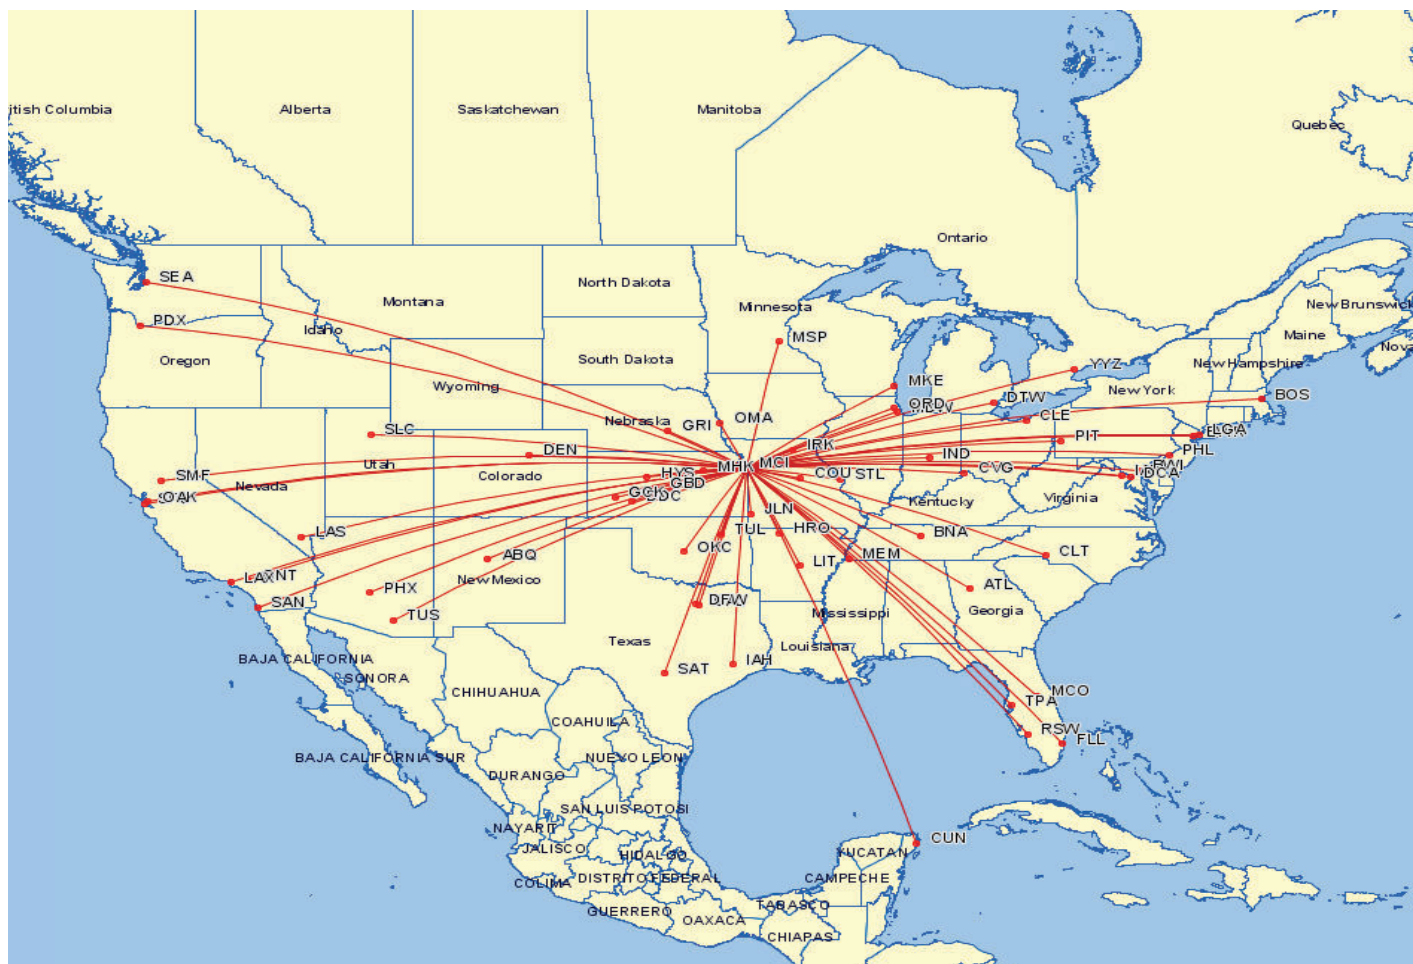 itish Columbia
Alberta
Saskatchewan
Manitoba
Quebec
Ontario
SEA
Montana
North Dakota
Minnesota
New Brunswick
PDX
Idaho
Maine
MSP
Nova
Oregon
South Dakota
YYZ
New Hampshire
Wyoming
MKE
New York
BOS
ORD
DTW
Nebraska
GRI
OMA
CLE
SLC
IRK
PIT
LGA
DEN
IND
PHL
Utah
MHK
MCI
SMF
Colorado
HYS
COU
STL
CVG
DCA
Nevada
GBD
OAK
GCK
Kentucky
Virginia
JLN
LAS
TUL
HRO
BNA
OKC
ABQ
MEM
CLT
LIT
LAX
New Mexico
PHX
ATL
SAN
DFW
Mississippi
Georgia
TUS
Texas
Louisiana
BAJA CALIFORNIA
IAH
SAT
SONORA
CHIHUAHUA
MCO
TPA
COAHUILA
RSW
FLL
BAJA CALIFORNIA SUR
NUEVO LEON
DURANGO
SAN LUIS POTOSI
NAYARIT
CUN
JALISCO
HIDALGO
YUCATAN
COLIMA
DISTRITO FEDERAL
CAMPECHE
GUERRERO
OAXACA
TABASCO
CHIAPAS